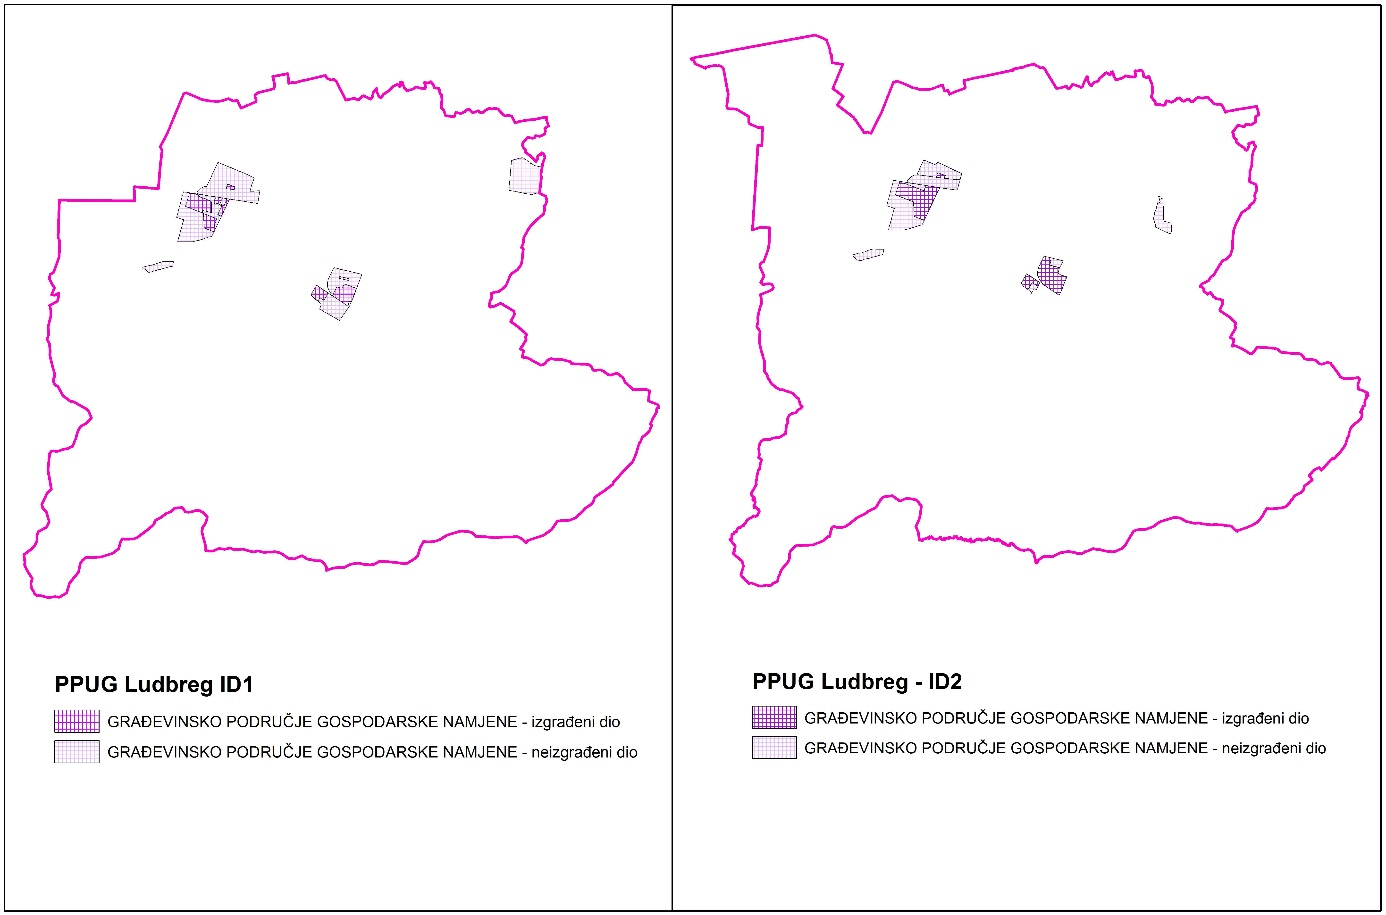 PPUG Ludbreg ID1
GRAĐEVINSKO PODRUČJE GOSPODARSKE NAMJENE - izgrađeni dio
GRAĐEVINSKO PODRUČJE GOSPODARSKE NAMJENE - neizgrađeni dio
PPUG Ludbreg - ID2
GRAĐEVINSKO PODRUČJE GOSPODARSKE NAMJENE - izgrađeni dio
GRAĐEVINSKO PODRUČJE GOSPODARSKE NAMJENE - neizgrađeni dio